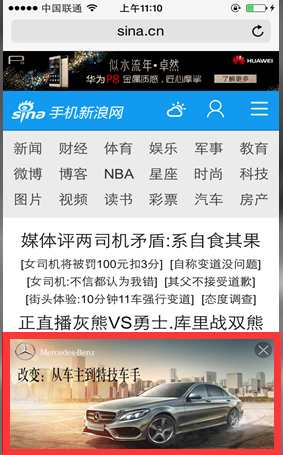 中国联通 上午11:10
sina.cn
似水流年·卓然
华为P8 金属质感,匠心摩擎
了解更多
HUAWEI
sina 手机新浪网
新闻 财经 体育 娱乐 军事 教育
微博 博客 NBA 星座 时尚 科技
图片 视频 读书 彩票 汽车 房产
媒体评两司机矛盾:系自食其果
[女司机将被罚100元扣3分] [自称变道没问题]
[女司机:不信都认为我错] [其父不接受道歉]
[街头体验:10分钟11车强行变道] [态度调查]
正直播灰熊VS勇士.库里战双熊
Mercedes-Benz
改变:从车主到特技车手